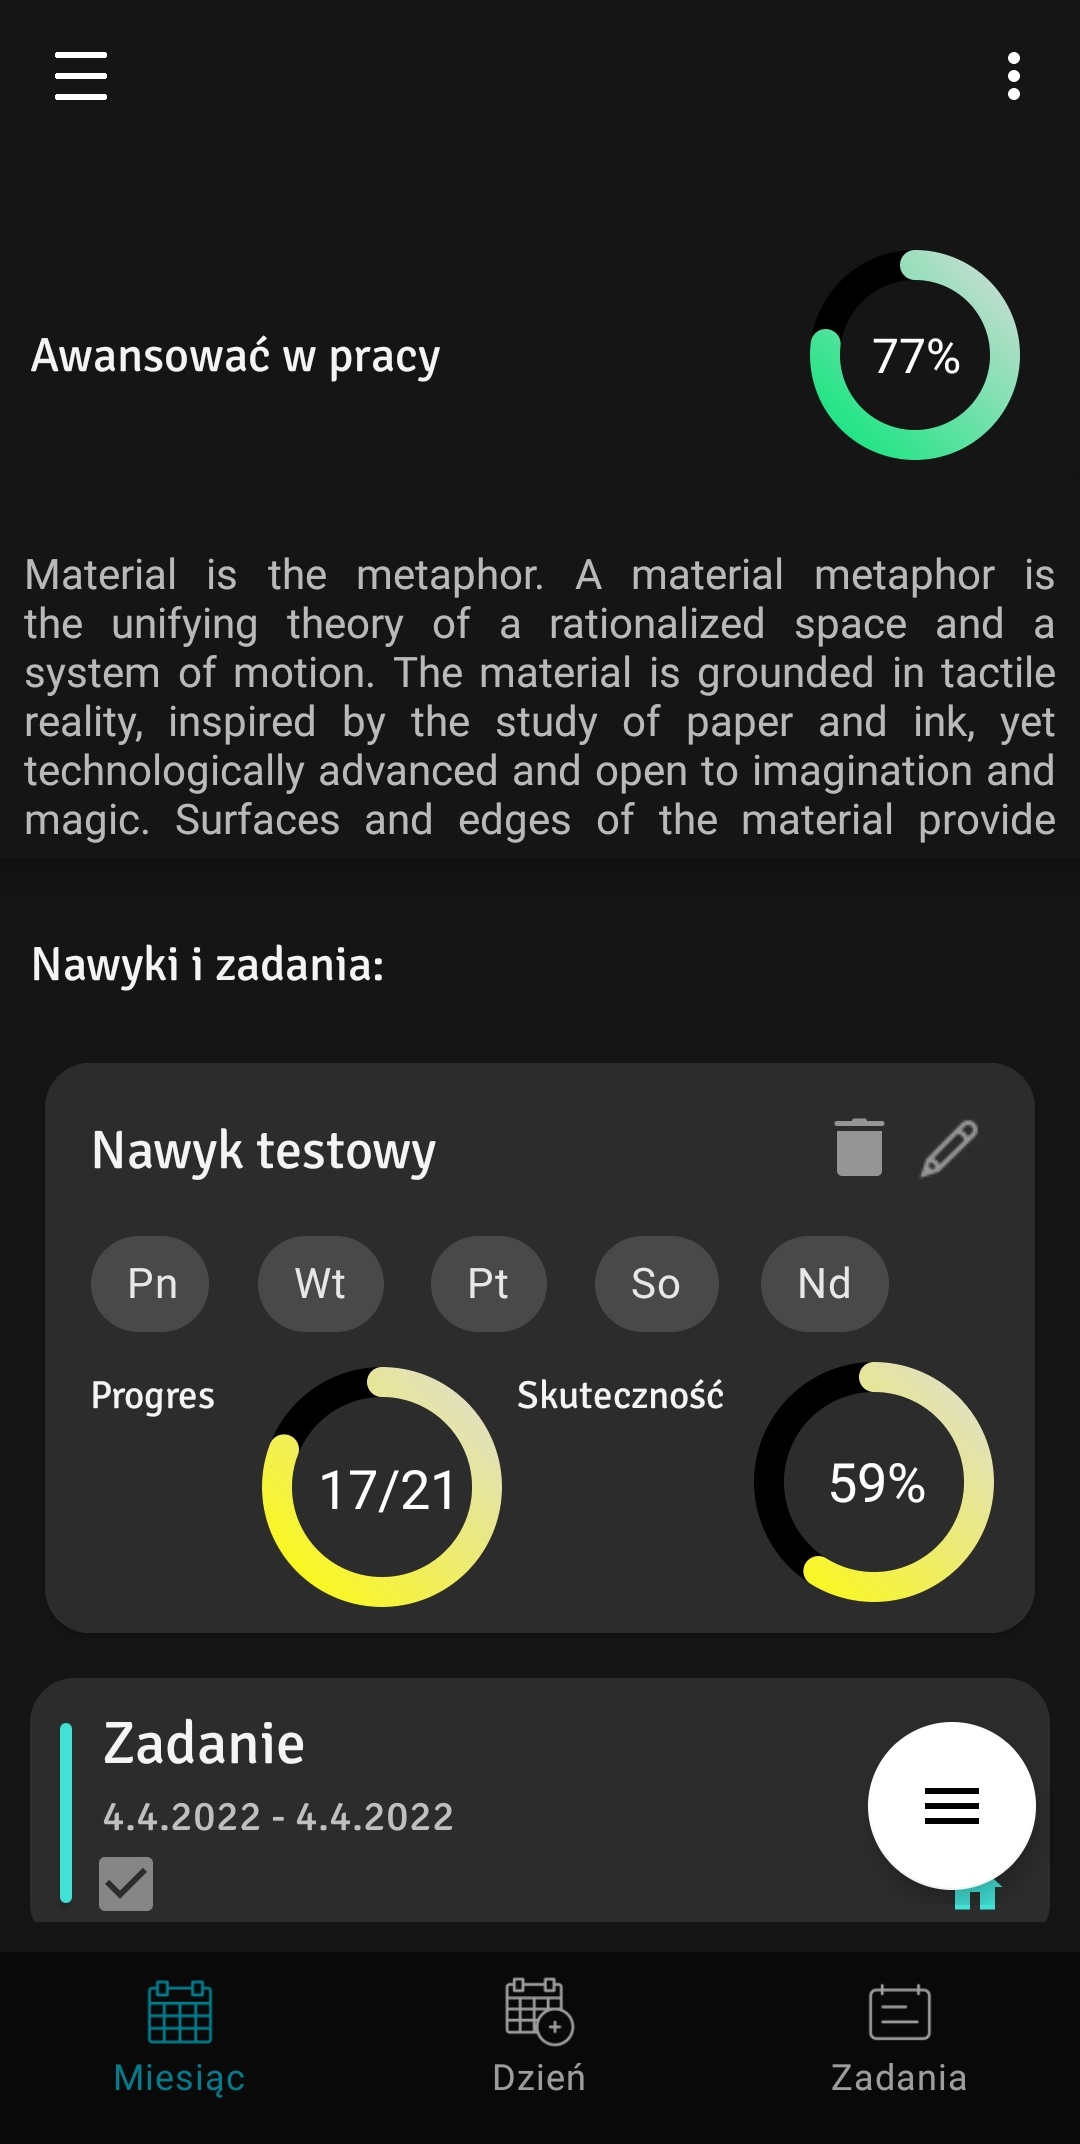 Awansować w pracy
77%
Material is the metaphor. A material metaphor is
the unifying theory of a rationalized space and a
system of motion. The material is grounded in tactile
reality, inspired by the study of paper and ink, yet
technologically advanced and open to imagination and
magic. Surfaces and edges of the material provide
Nawyki i zadania:
Nawyk testowy
Pn Wt Pt So Nd
Progres 17/21 Skuteczność 59%
Zadanie
4.4.2022 - 4.4.2022
Miesiąc Dzień Zadania